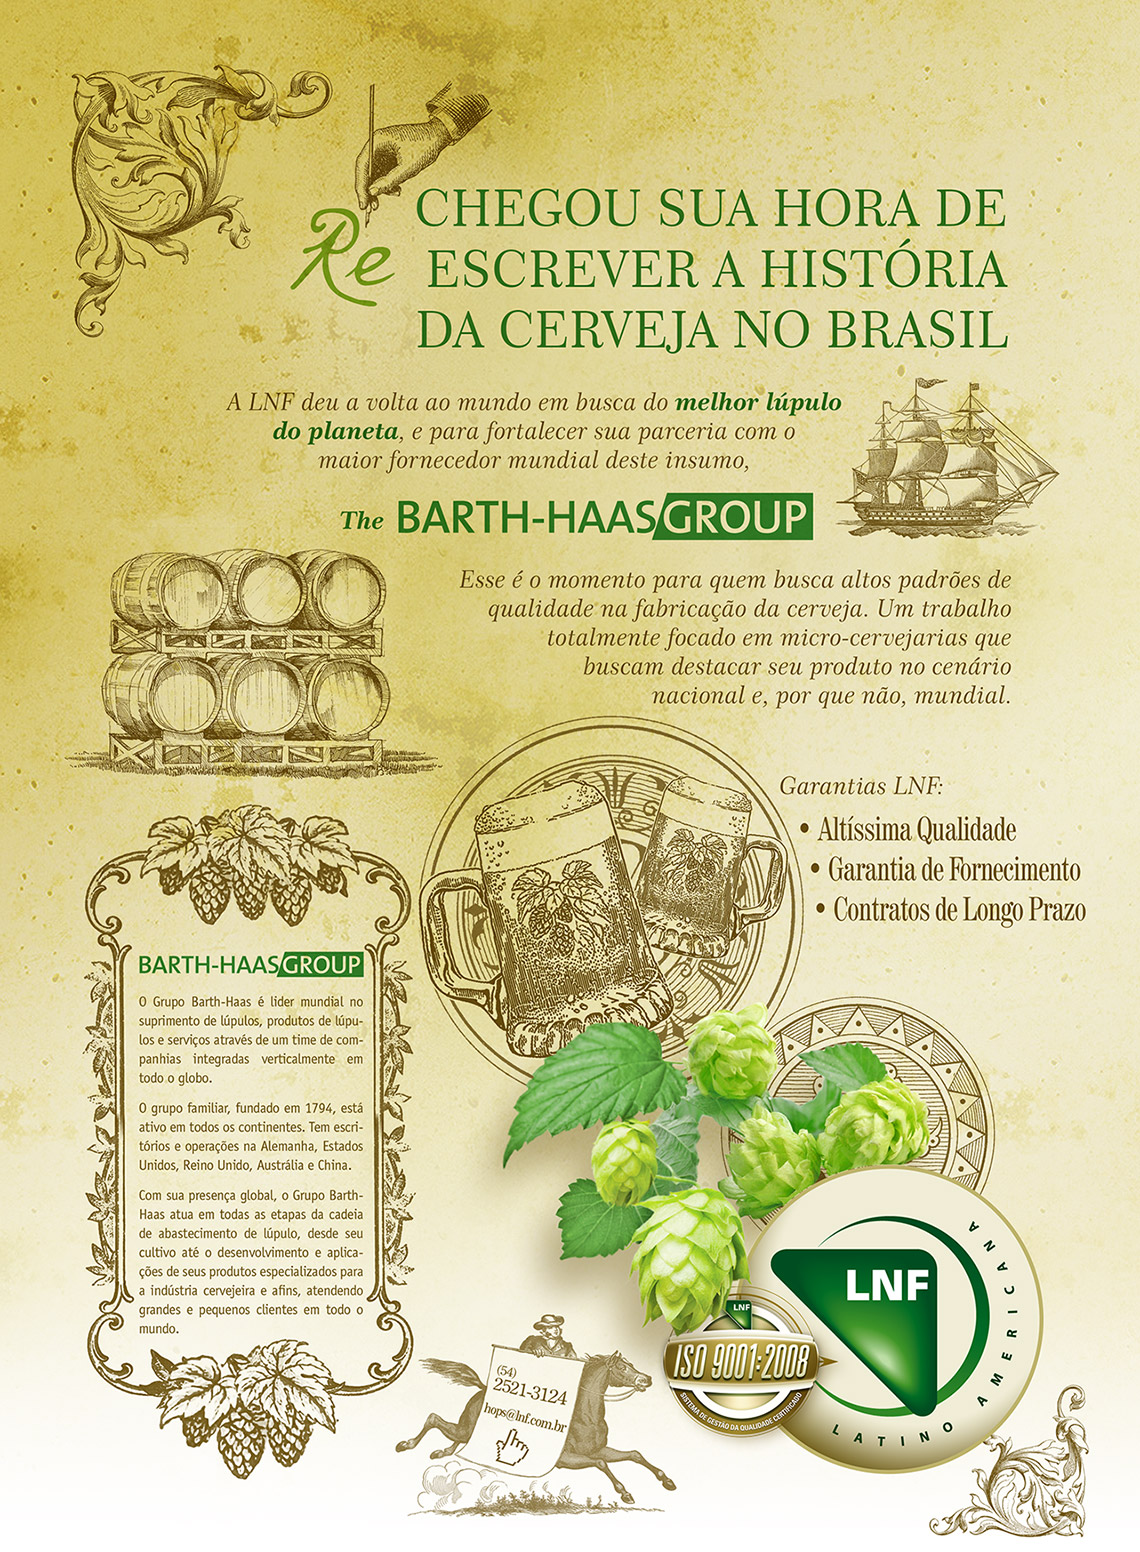 CHEGOU SUA HORA DE
Re ESCREVER A HISTÓRIA
DA CERVEJA NO BRASIL
A LNF deu a volta ao mundo em busca do melhor lúpulo
do planeta, e para fortalecer sua parceria com o
maior fornecedor mundial deste insumo,
The BARTH-HAAS GROUP
Esse é o momento para quem busca altos padrões de
qualidade na fabricação da cerveja. Um trabalho
totalmente focado em micro-cervejarias que
buscam destacar seu produto no cenário
nacional e, por que não, mundial.
Garantias LNF:
• Altíssima Qualidade
• Garantia de Fornecimento
• Contratos de Longo Prazo
BARTH-HAAS GROUP
O Grupo Barth-Haas é lider mundial no
suprimento de lúpulos, produtos de lúpu-
los e serviços através de um time de com-
panhias integradas verticalmente em
todo o globo.
O grupo familiar, fundado em 1794, está
ativo em todos os continentes. Tem escri-
tórios e operações na Alemanha, Estados
Unidos, Reino Unido, Austrália e China.
Com sua presença global, o Grupo Barth-
Haas atua em todas as etapas da cadeia
de abastecimento de lúpulo, desde seu
cultivo até o desenvolvimento e aplica-
ções de seus produtos especializados para
a indústria cervejeira e afins, atendendo
grandes e pequenos clientes em todo o
mundo.
(54)
2521-3124
hops@lnf.com.br
LNF
ISO 9001:2008
SISTEMA DE GESTÃO DA QUALIDADE CERTIFICADO
LNF
LATINO AMERICANA